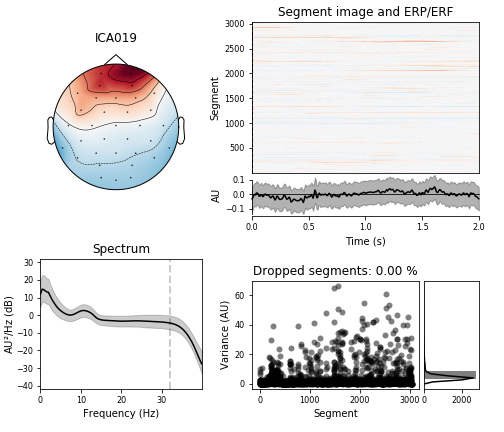 ICA019
Segment image and ERP/ERF
3000
2500
2000
1500
1000
500
Segment
0.1
0.0
−0.1
AU
0.0 0.5 1.0 1.5 2.0
Time (s)
Spectrum
30
20
10
0
−10
−20
−30
−40
AU²/Hz (dB)
0 10 20 30
Frequency (Hz)
Dropped segments: 0.00 %
60
40
20
0
Variance (AU)
0 1000 2000 3000 0 2000
Segment